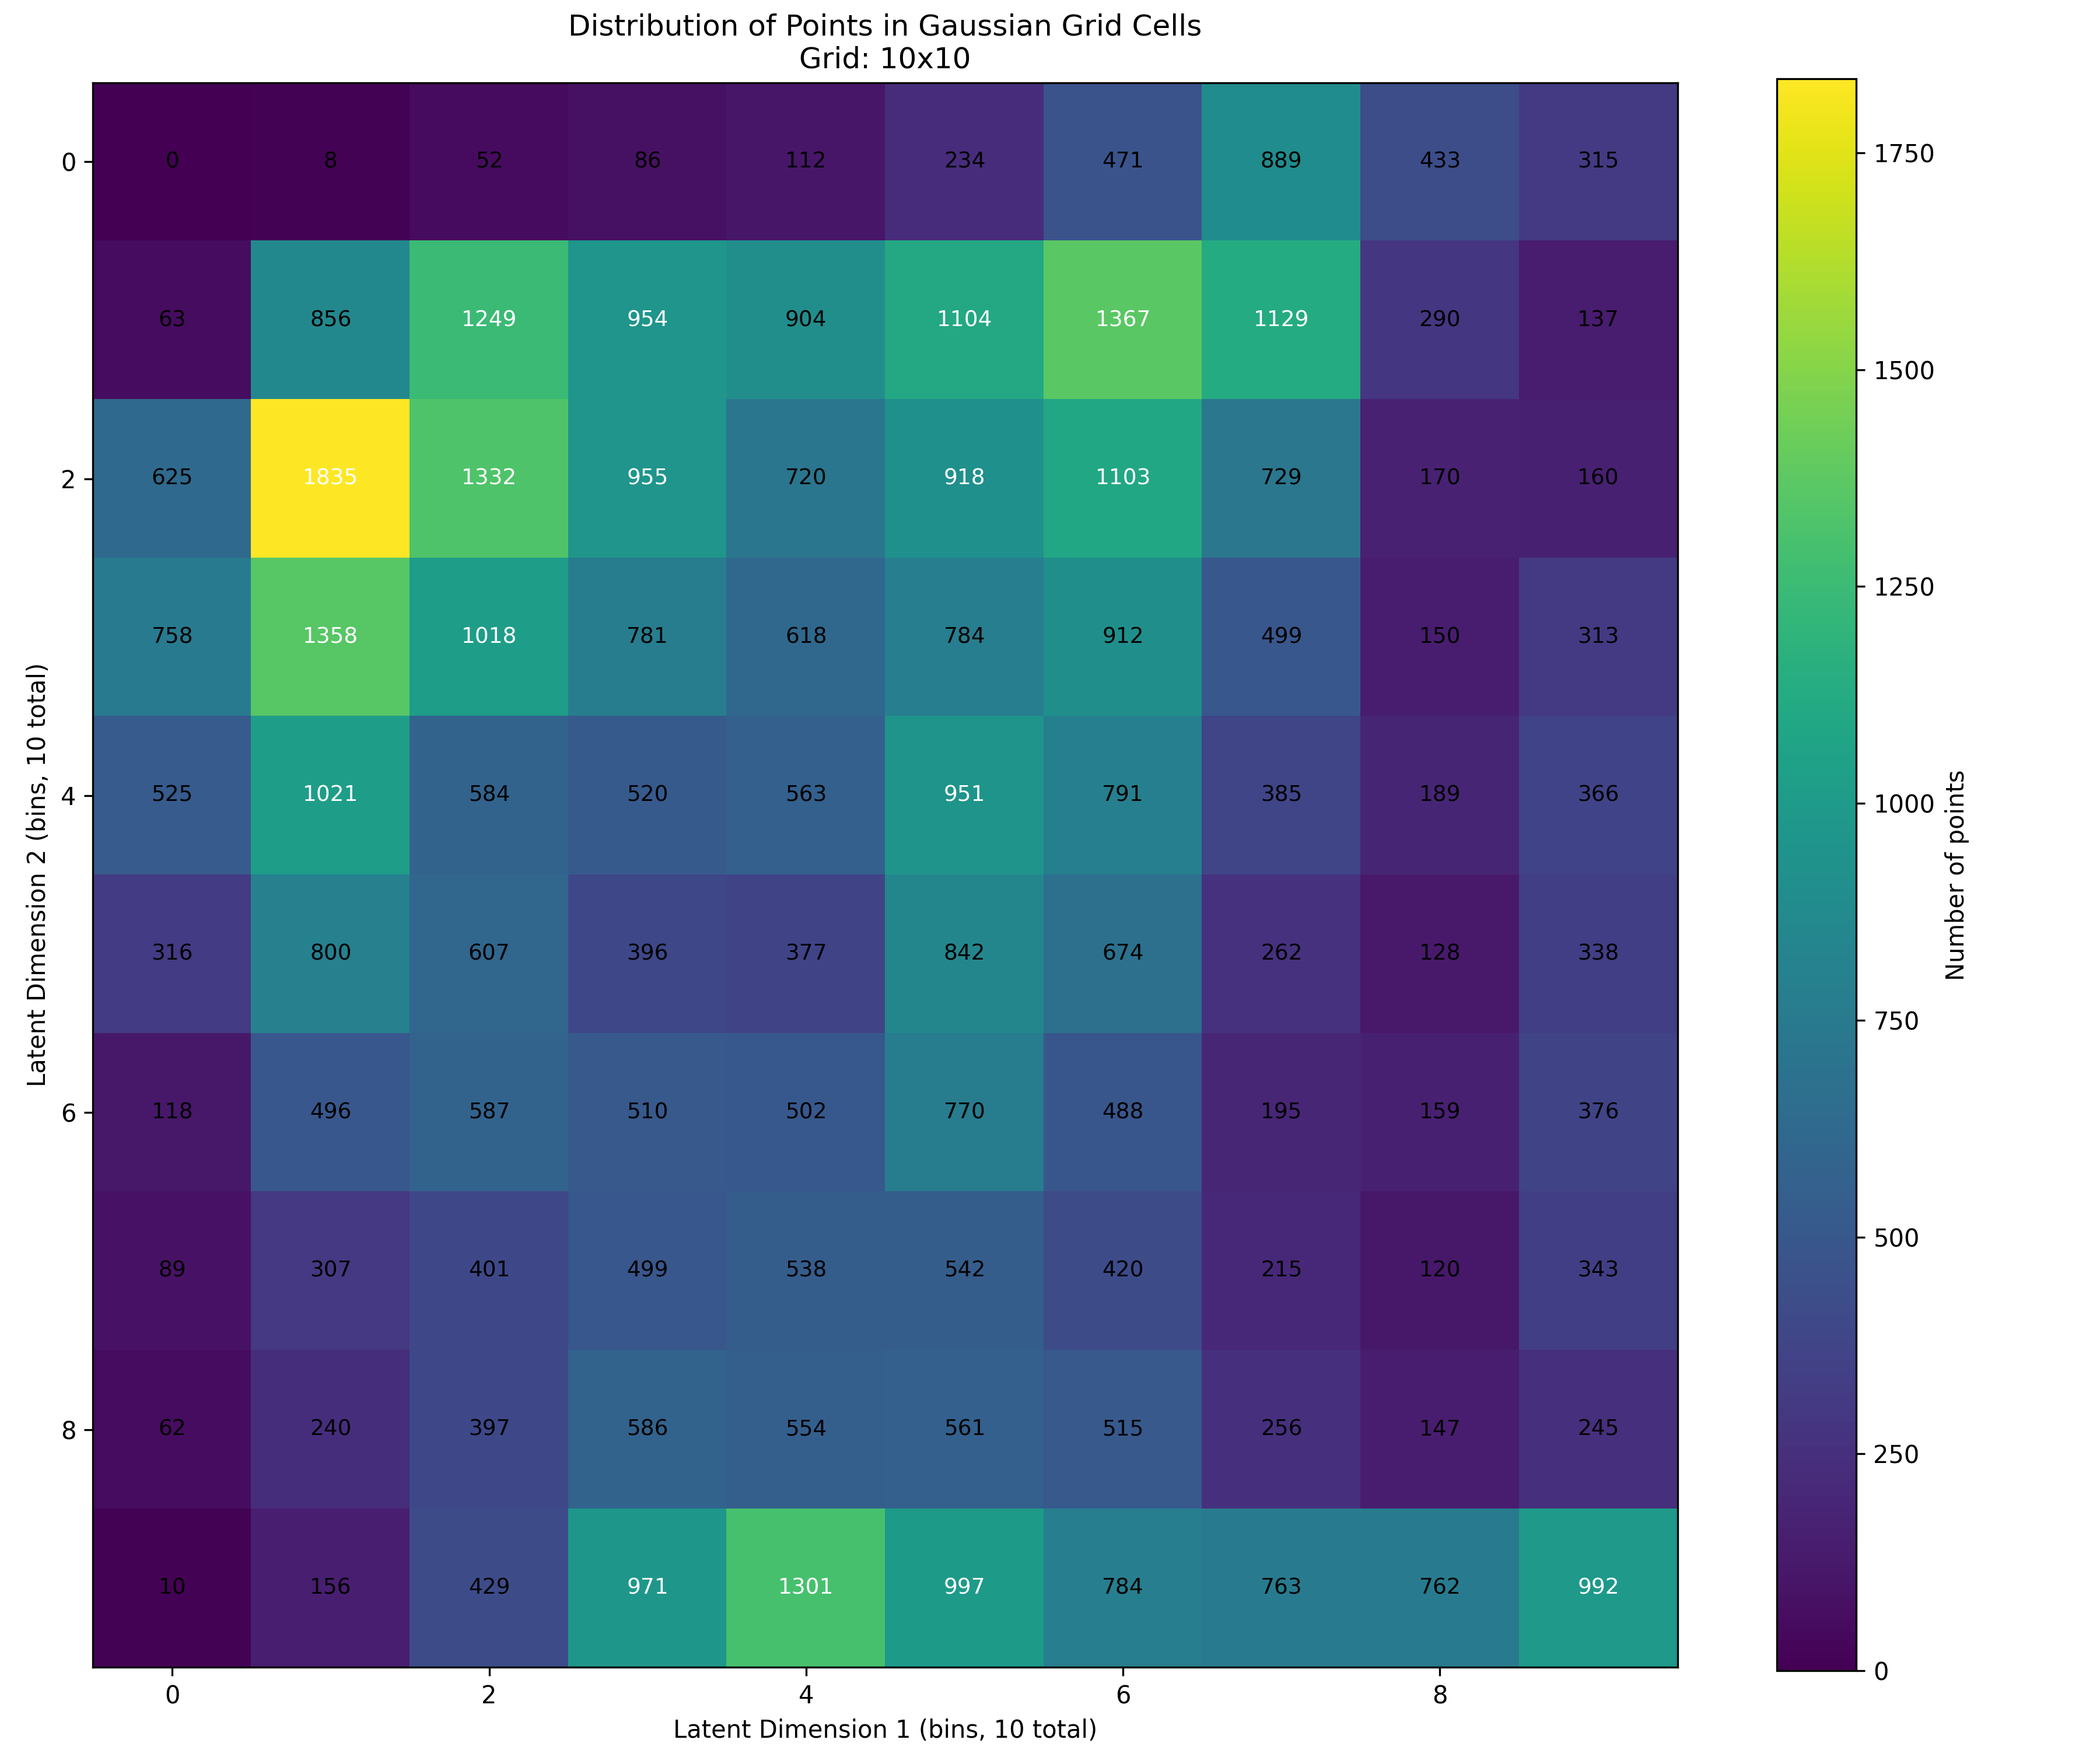 Distribution of Points in Gaussian Grid Cells
Grid: 10x10
0 0 8 52 86 112 234 471 889 433 315
63 856 1249 954 904 1104 1367 1129 290 137
2 625 1835 1332 955 720 918 1103 729 170 160
758 1358 1018 781 618 784 912 499 150 313
4 525 1021 584 520 563 951 791 385 189 366
316 800 607 396 377 842 674 262 128 338
6 118 496 587 510 502 770 488 195 159 376
89 307 401 499 538 542 420 215 120 343
8 62 240 397 586 554 561 515 256 147 245
10 156 429 971 1301 997 784 763 762 992
0 2 4 6 8
Latent Dimension 1 (bins, 10 total)
Latent Dimension 2 (bins, 10 total)
1750
1500
1250
1000
750
500
250
0
Number of points